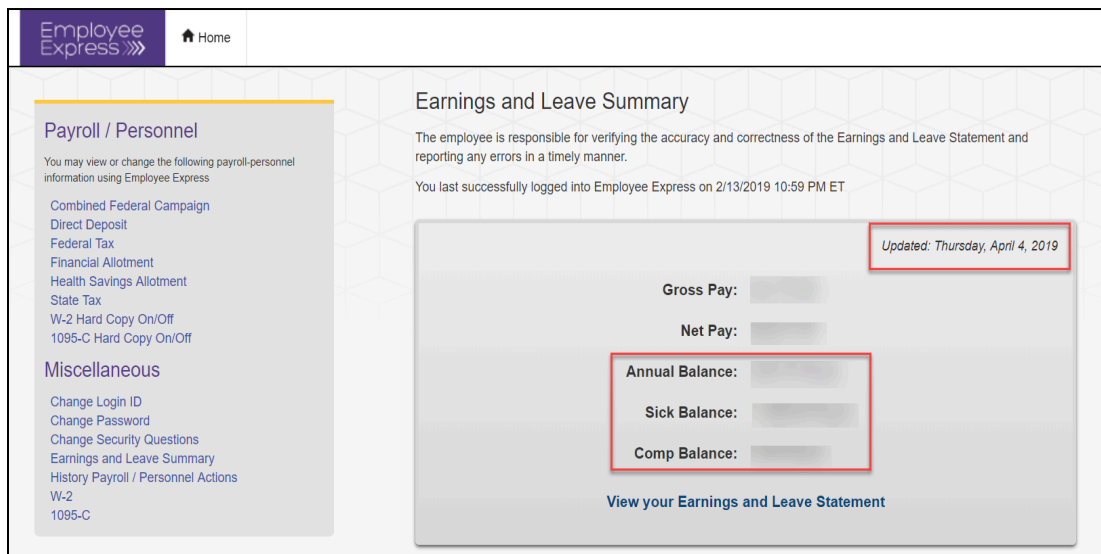 Employee
Express
Home
Payroll / Personnel
You may view or change the following payroll-personnel
information using Employee Express
Combined Federal Campaign
Direct Deposit
Federal Tax
Financial Allotment
Health Savings Allotment
State Tax
W-2 Hard Copy On/Off
1095-C Hard Copy On/Off
Miscellaneous
Change Login ID
Change Password
Change Security Questions
Earnings and Leave Summary
History Payroll / Personnel Actions
W-2
1095-C
Earnings and Leave Summary
The employee is responsible for verifying the accuracy and correctness of the Earnings and Leave Statement and
reporting any errors in a timely manner.
You last successfully logged into Employee Express on 2/13/2019 10:59 PM ET
Updated: Thursday, April 4, 2019
Gross Pay:
Net Pay:
Annual Balance:
Sick Balance:
Comp Balance:
View your Earnings and Leave Statement